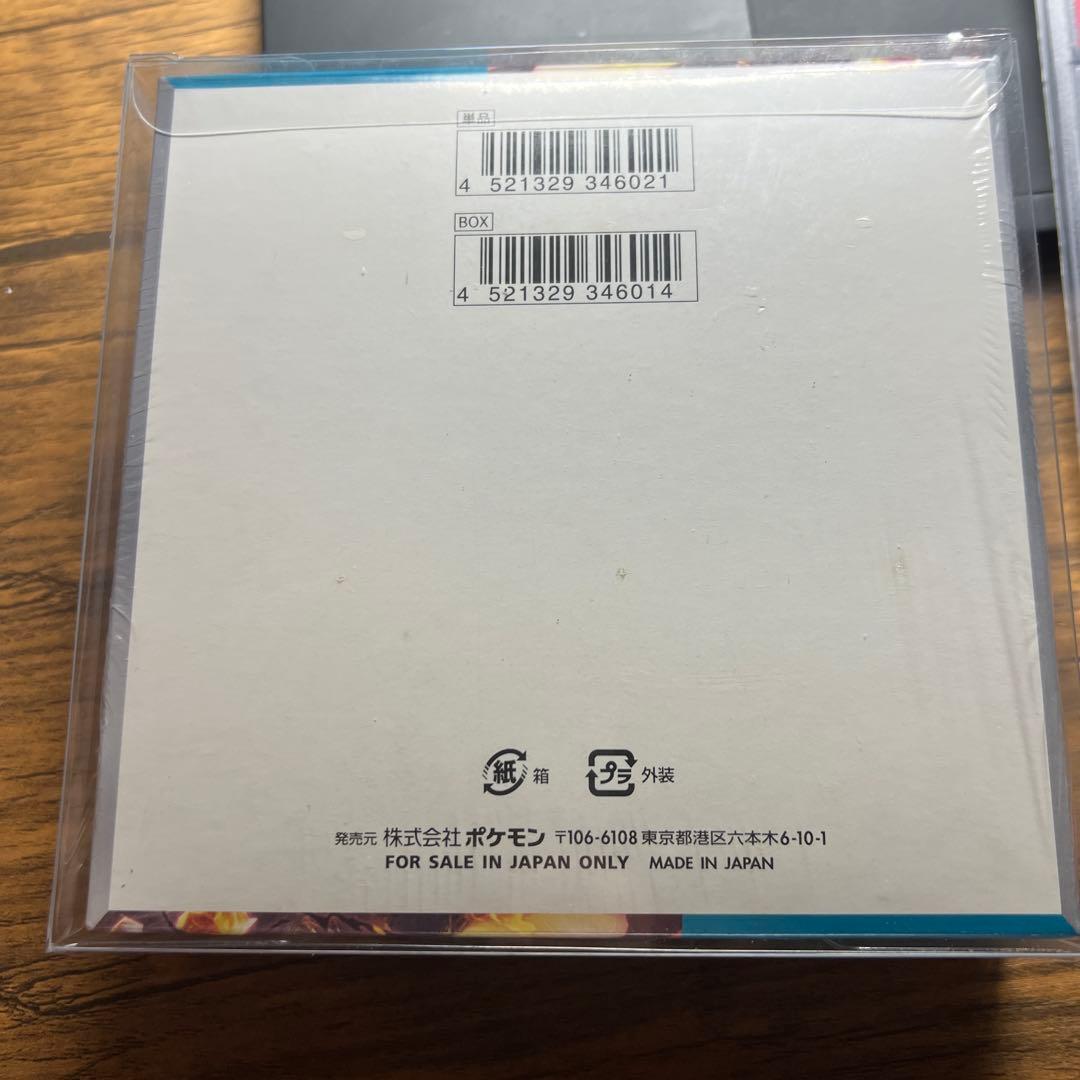 単品
4 521329 346021
BOX
4 521329 346014
紙 箱 プラ 外装
発売元 株式会社 ポケモン 〒106-6108 東京都港区六本木6-10-1
FOR SALE IN JAPAN ONLY MADE IN JAPAN